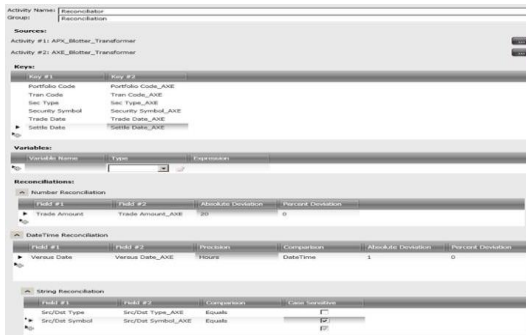 Activity Name: Reconciliator
Group: Reconciliation
Sources:
Activity #1: APX_Blotter_Transformer
Activity #2: AXE_Blotter_Transformer
Keys:
Key #1 Key #2
Portfolio Code Portfolio Code_AXE
Tran Code Tran Code_AXE
Sec Type Sec Type_AXE
Security Symbol Security Symbol_AXE
Trade Date Trade Date_AXE
Settle Date Settle Date_AXE
Variables:
Variable Name Type Expression
Reconciliations:
Number Reconciliation
Field #1 Field #2 Absolute Deviation Percent Deviation
Trade Amount Trade Amount_AXE 20 0
DateTime Reconciliation
Field #1 Field #2 Precision Comparison Absolute Deviation Percent Deviation
Versus Date Versus Date_AXE Hours DateTime 1 0
String Reconciliation
Field #1 Field #2 Comparison Case Sensitive
Src/Dst Type Src/Dst Type_AXE Equals
Src/Dst Symbol Src/Dst Symbol_AXE Equals